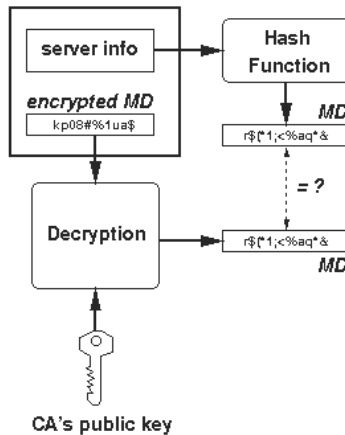 server info
Hash
Function
encrypted MD
kp08#%1ua$
MD
r$(*1;<%aq*&
= ?
Decryption
r$(*1;<%aq*&
MD
CA's public key